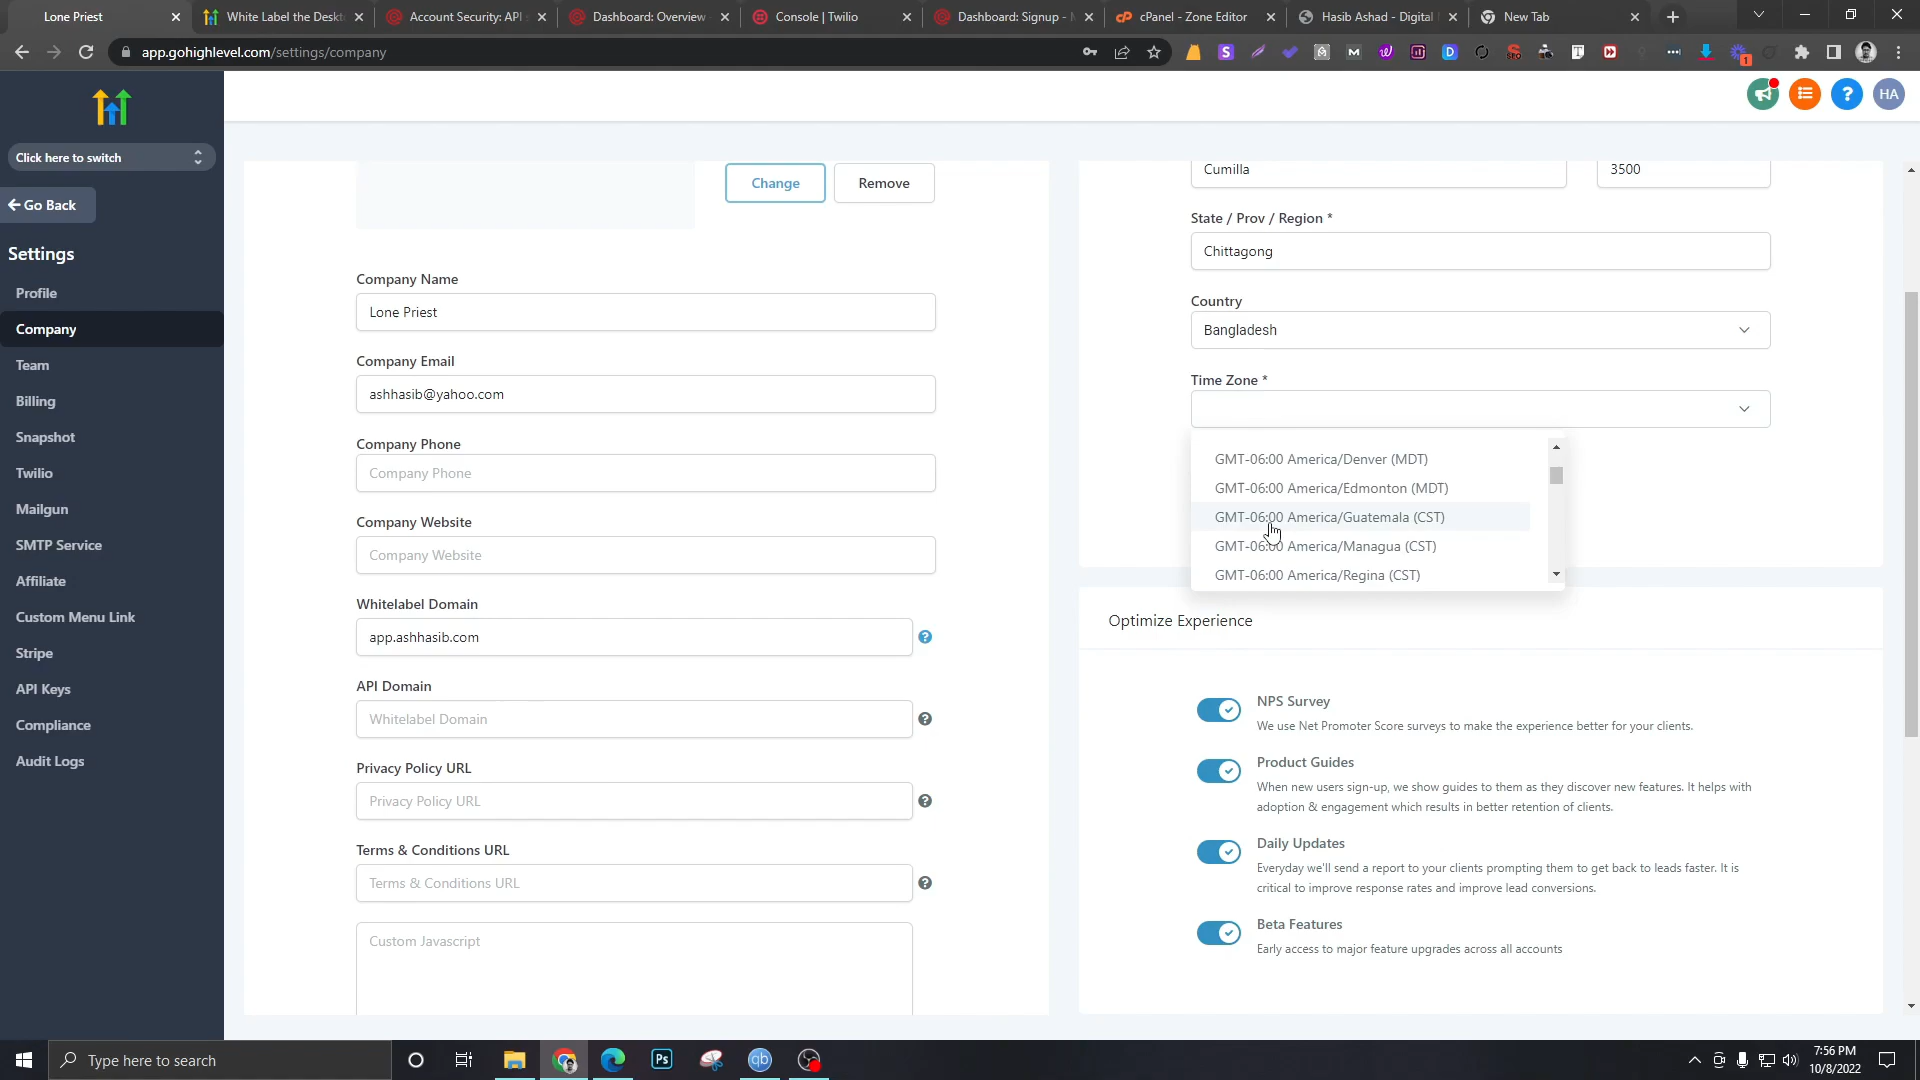 Lone Priest
White Label the Deskt
Account Security: API
Dashboard: Overview -
Console | Twilio
Dashboard: Signup - M
cPanel - Zone Editor
Hasib Ashad - Digital
New Tab
app.gohighlevel.com/settings/company
HA
Click here to switch
Go Back
Settings
Profile
Company
Team
Billing
Snapshot
Twilio
Mailgun
SMTP Service
Affiliate
Custom Menu Link
Stripe
API Keys
Compliance
Audit Logs
Change
Remove
Company Name
Lone Priest
Company Email
ashhasib@yahoo.com
Company Phone
Company Phone
Company Website
Company Website
Whitelabel Domain
app.ashhasib.com
API Domain
Whitelabel Domain
Privacy Policy URL
Privacy Policy URL
Terms & Conditions URL
Terms & Conditions URL
Custom Javascript
Cumilla
3500
State / Prov / Region *
Chittagong
Country
Bangladesh
Time Zone *
GMT-06:00 America/Denver (MDT)
GMT-06:00 America/Edmonton (MDT)
GMT-06:00 America/Guatemala (CST)
GMT-06:00 America/Managua (CST)
GMT-06:00 America/Regina (CST)
Optimize Experience
NPS Survey
We use Net Promoter Score surveys to make the experience better for your clients.
Product Guides
When new users sign-up, we show guides to them as they discover new features. It helps with
adoption & engagement which results in better retention of clients.
Daily Updates
Everyday we'll send a report to your clients prompting them to get back to leads faster. It is
critical to improve response rates and improve lead conversions.
Beta Features
Early access to major feature upgrades across all accounts
Type here to search
Ps
qb
7:56 PM
10/8/2022